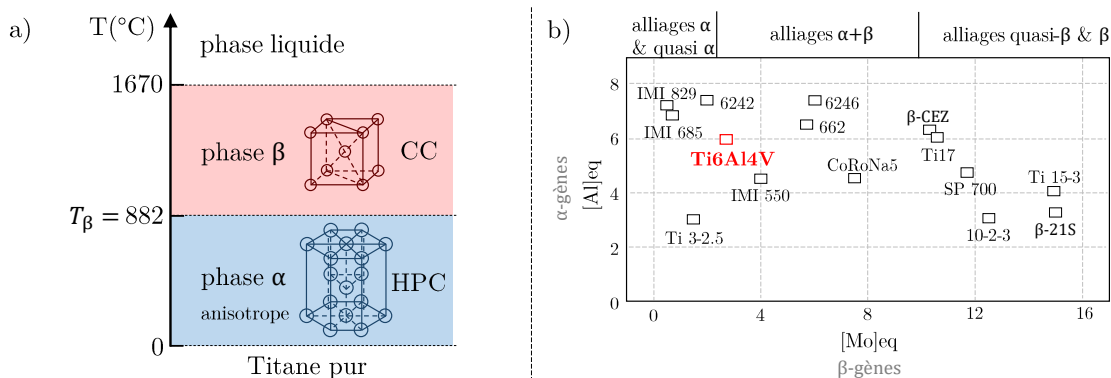 a)
T(°C)
phase liquide
1670
phase β
CC
Tβ = 882
phase α
HPC
anisotrope
0
Titane pur
b)
alliages α
& quasi α
alliages α+β
alliages quasi-β & β
α-gènes
[Al]eq
8
6
4
2
0
IMI 829
6242
6246
IMI 685
662
β-CEZ
Ti6Al4V
Ti17
CoRoNa5
IMI 550
SP 700
Ti 15-3
Ti 3-2.5
10-2-3
β-21S
0
4
8
12
16
[Mo]eq
β-gènes